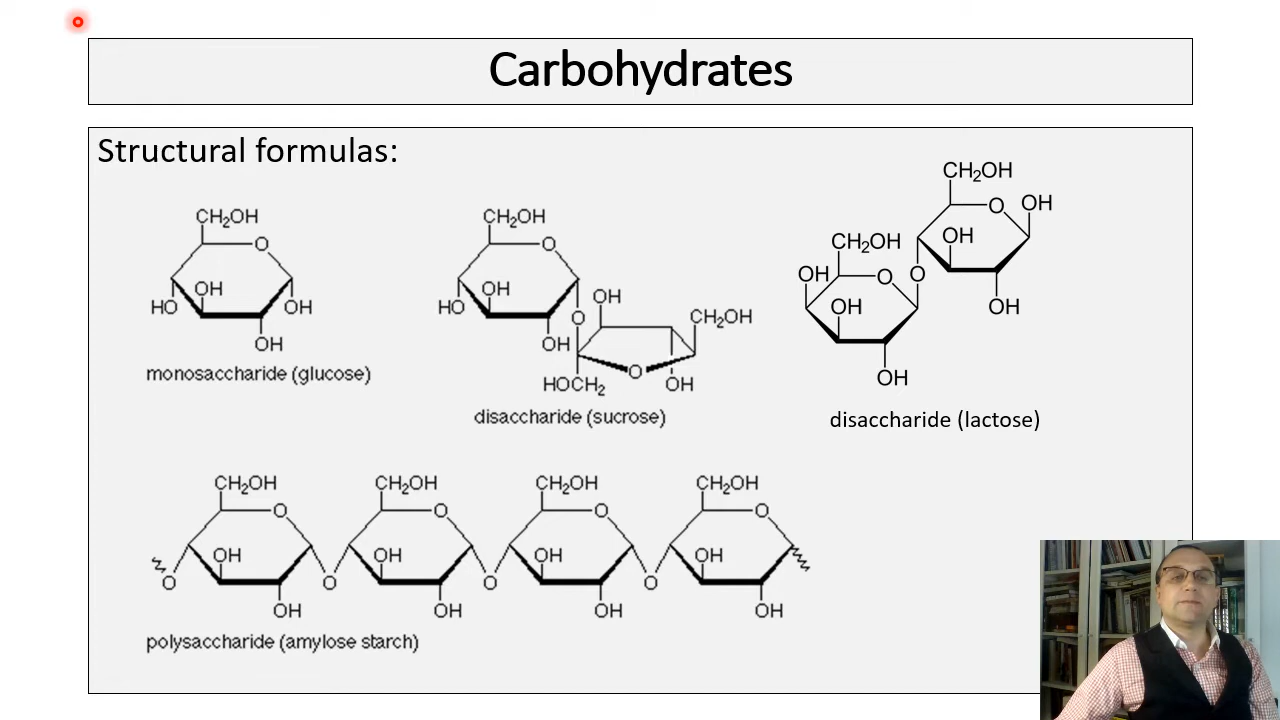 Carbohydrates
Structural formulas:
CH₂OH
O
HO
OH
OH
OH
monosaccharide (glucose)
CH₂OH
O
HO
OH
OH
O
OH
CH₂OH
HOCH₂
O
OH
disaccharide (sucrose)
CH₂OH
O
OH
OH
OH
CH₂OH
OH
O
O
OH
OH
disaccharide (lactose)
CH₂OH
O
OH
O
OH
CH₂OH
O
OH
O
OH
CH₂OH
O
OH
O
OH
CH₂OH
O
OH
O
OH
polysaccharide (amylose starch)